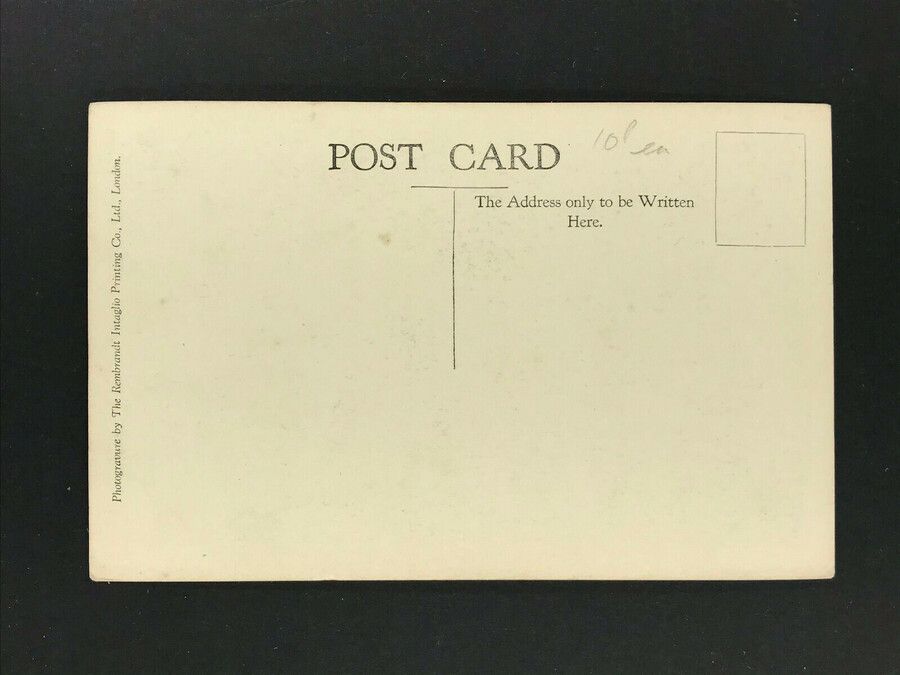 POST CARD
10p ea
The Address only to be Written
Here.
Photogravure by The Rembrandt Intaglio Printing Co., Ltd., London.